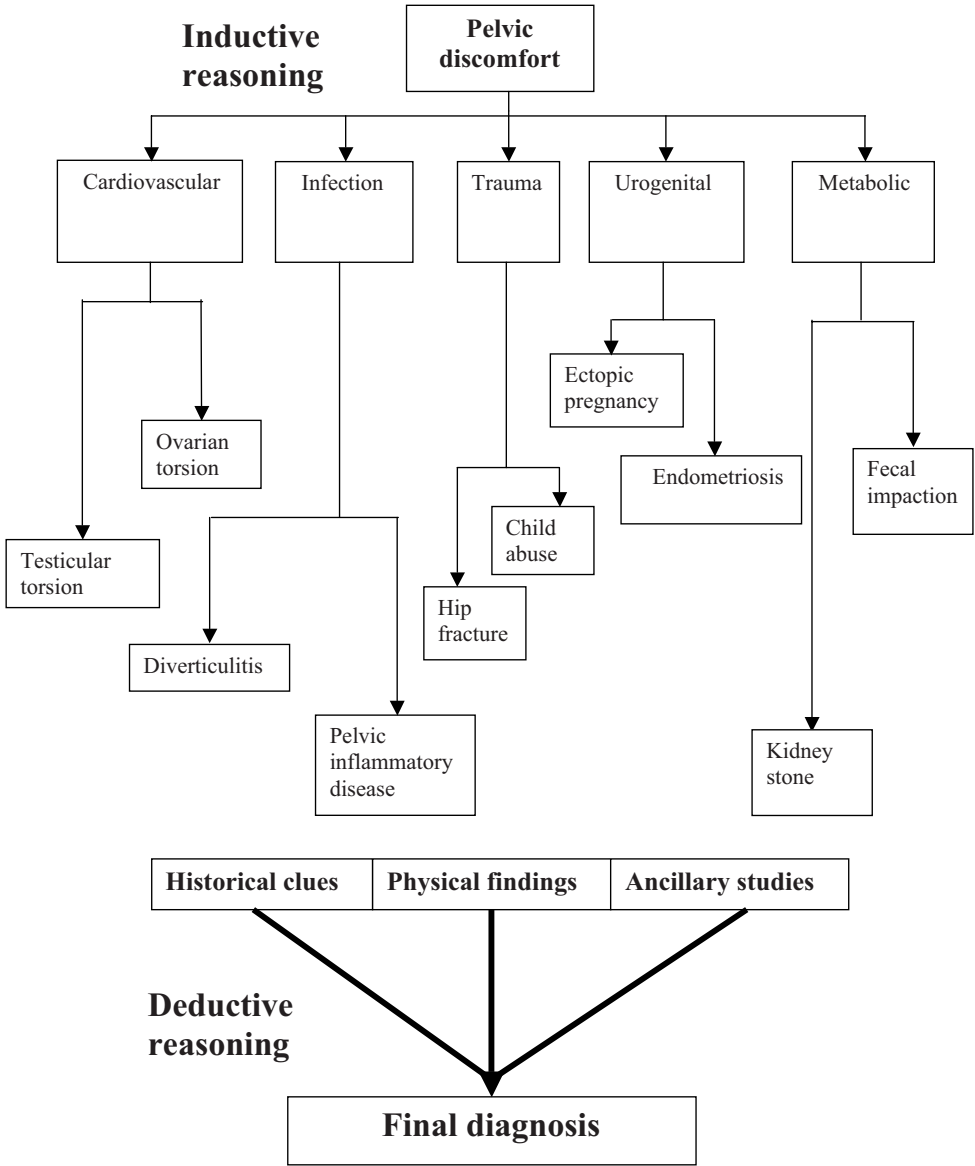 Inductive
reasoning
Pelvic
discomfort
Cardiovascular
Infection
Trauma
Urogenital
Metabolic
Ectopic
pregnancy
Ovarian
torsion
Endometriosis
Fecal
impaction
Child
abuse
Testicular
torsion
Hip
fracture
Diverticulitis
Pelvic
inflammatory
disease
Kidney
stone
Historical clues
Physical findings
Ancillary studies
Deductive
reasoning
Final diagnosis